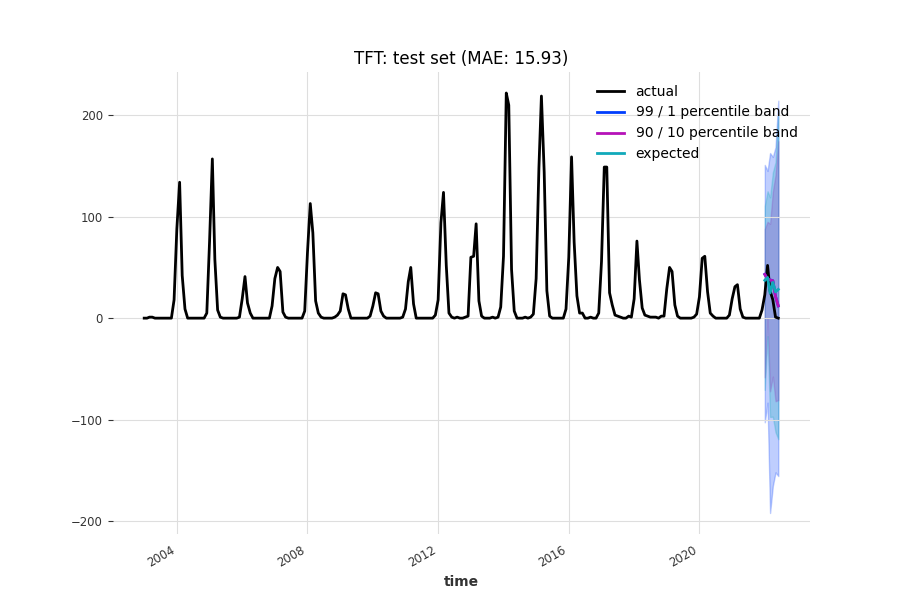 TFT: test set (MAE: 15.93)
actual
99 / 1 percentile band
90 / 10 percentile band
expected
200
100
0
−100
−200
2004
2008
2012
2016
2020
time